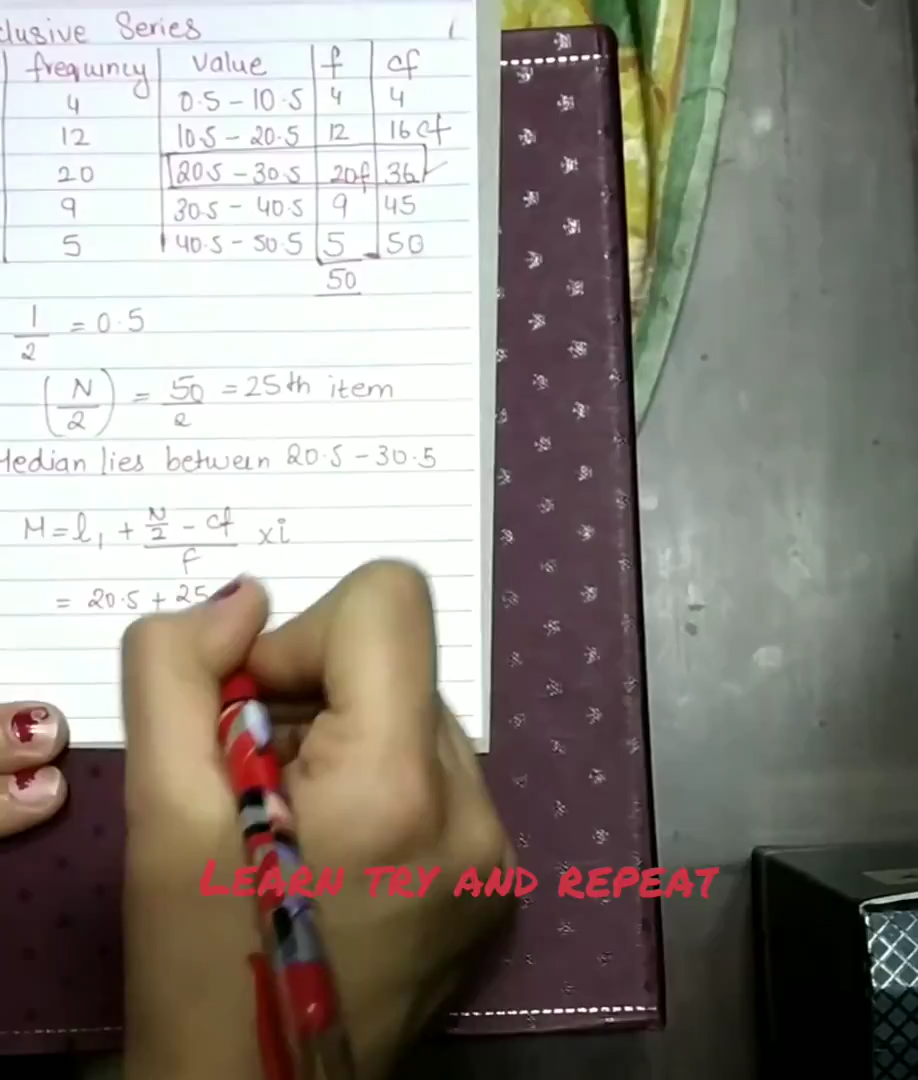 clusive Series
frequncy value f cf
4 0.5-10.5 4 4
12 10.5-20.5 12 16 cf
20 20.5-30.5 20f 36
9 30.5-40.5 9 45
5 40.5-50.5 5 50
50
1/2 = 0.5
(N/2) = 50/2 = 25th item
Median lies between 20.5-30.5
M = l₁ + (N/2 - cf)/f × i
= 20.5 + 25
Learn try and repeat